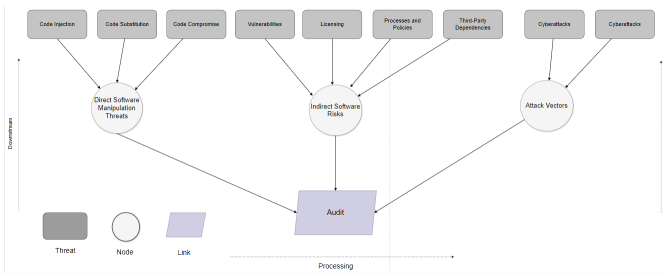 Code Injection
Code Substitution
Code Compromise
Vulnerabilities
Licensing
Processes and
Policies
Third-Party
Dependencies
Cyberattacks
Cyberattacks
Direct Software
Manipulation
Threats
Indirect Software
Risks
Attack Vectors
Downstream
Audit
Threat
Node
Link
Processing